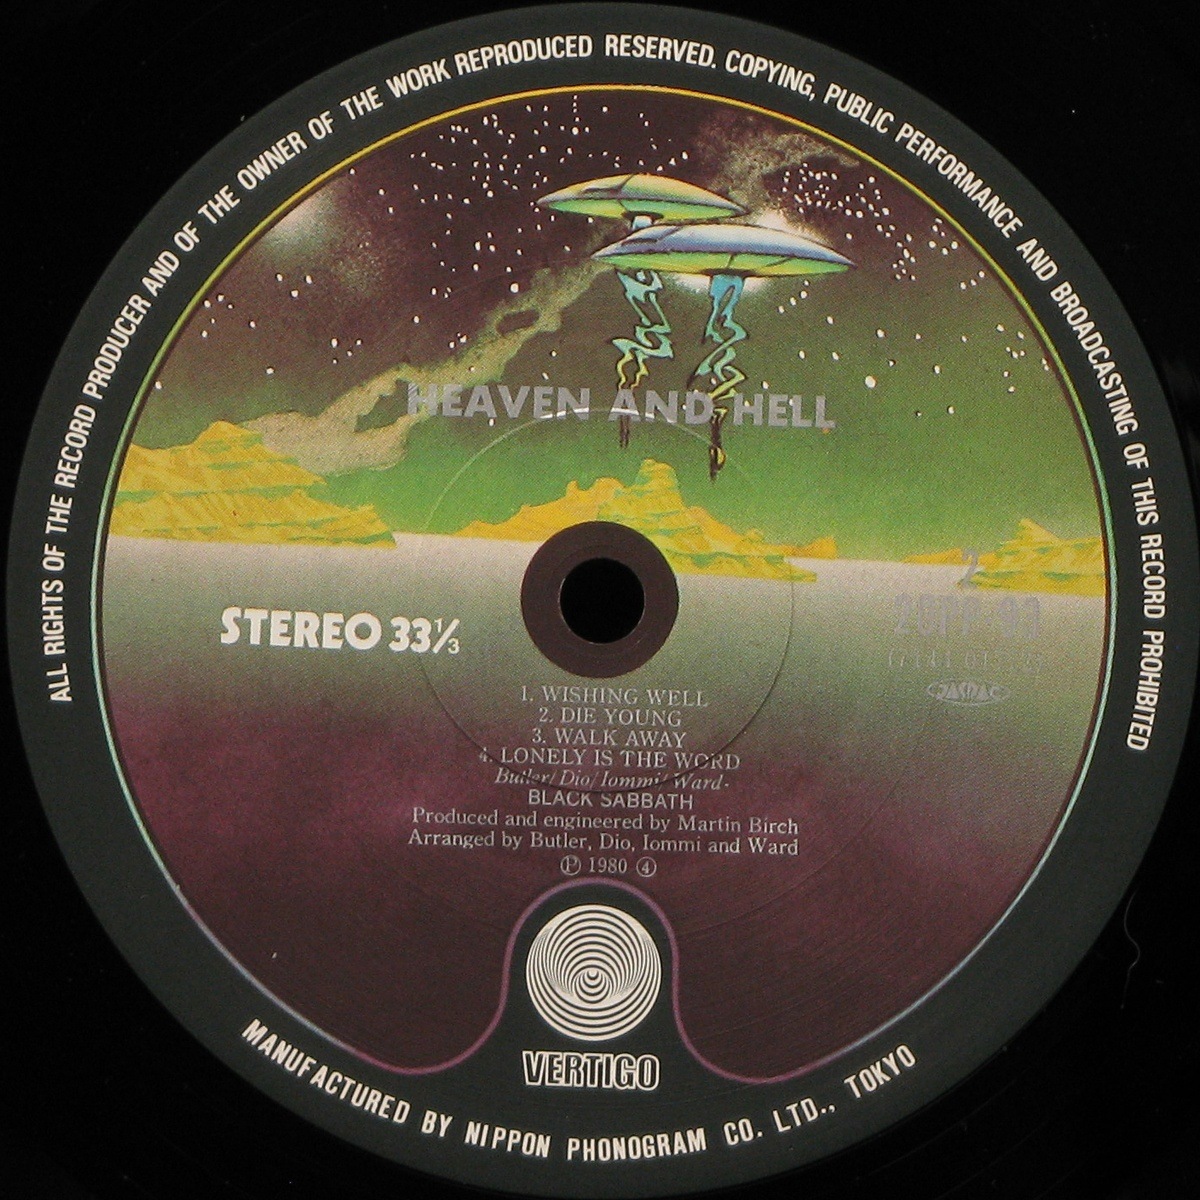 ALL RIGHTS OF THE RECORD PRODUCER AND OF THE OWNER OF THE WORK REPRODUCED RESERVED. COPYING, PUBLIC PERFORMANCE AND BROADCASTING OF THIS RECORD PROHIBITED
HEAVEN AND HELL
2
STEREO 33⅓
JASRAC
1. WISHING WELL
2. DIE YOUNG
3. WALK AWAY
4. LONELY IS THE WORD
Butler/Dio/Iommi/Ward-
BLACK SABBATH
Produced and engineered by Martin Birch
Arranged by Butler, Dio, Iommi and Ward
Ⓟ 1980 ④
VERTIGO
MANUFACTURED BY NIPPON PHONOGRAM CO. LTD., TOKYO